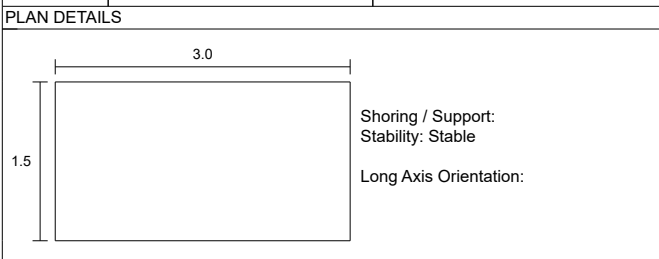 PLAN DETAILS
3.0
Shoring / Support:
Stability: Stable
1.5
Long Axis Orientation: